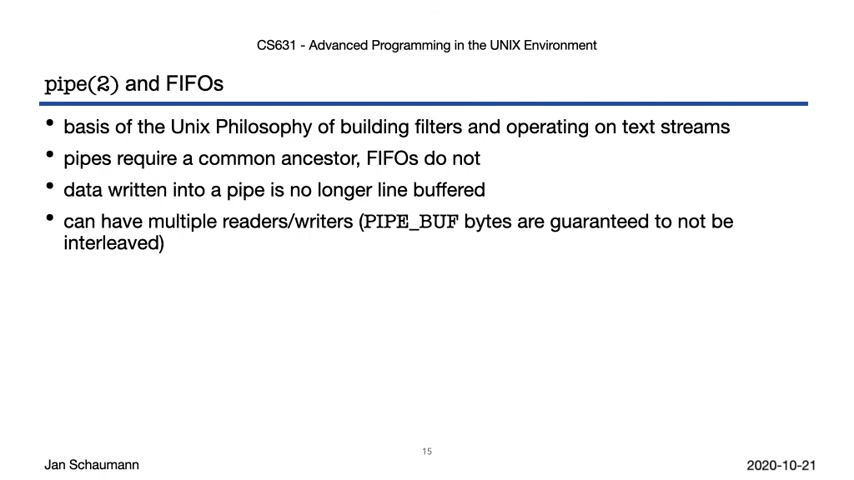 CS631 - Advanced Programming in the UNIX Environment
pipe(2) and FIFOs
• basis of the Unix Philosophy of building filters and operating on text streams
• pipes require a common ancestor, FIFOs do not
• data written into a pipe is no longer line buffered
• can have multiple readers/writers (PIPE_BUF bytes are guaranteed to not be
interleaved)
15
Jan Schaumann
2020-10-21